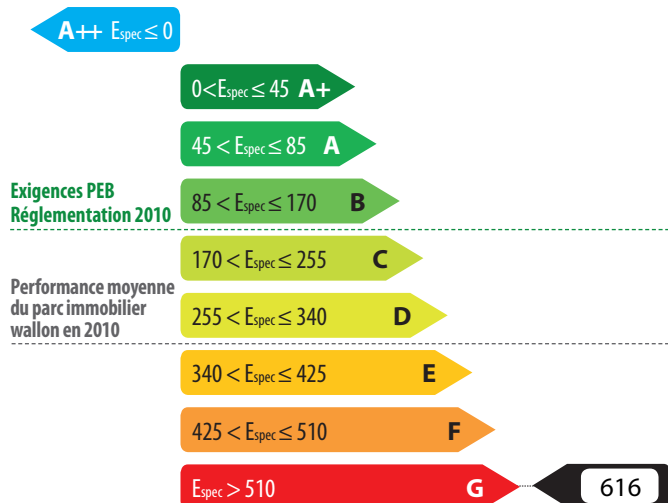 A++ Espec ≤ 0
0 < Espec ≤ 45 A+
45 < Espec ≤ 85 A
Exigences PEB
Réglementation 2010
85 < Espec ≤ 170 B
170 < Espec ≤ 255 C
Performance moyenne
du parc immobilier
wallon en 2010
255 < Espec ≤ 340 D
340 < Espec ≤ 425 E
425 < Espec ≤ 510 F
Espec > 510 G 616